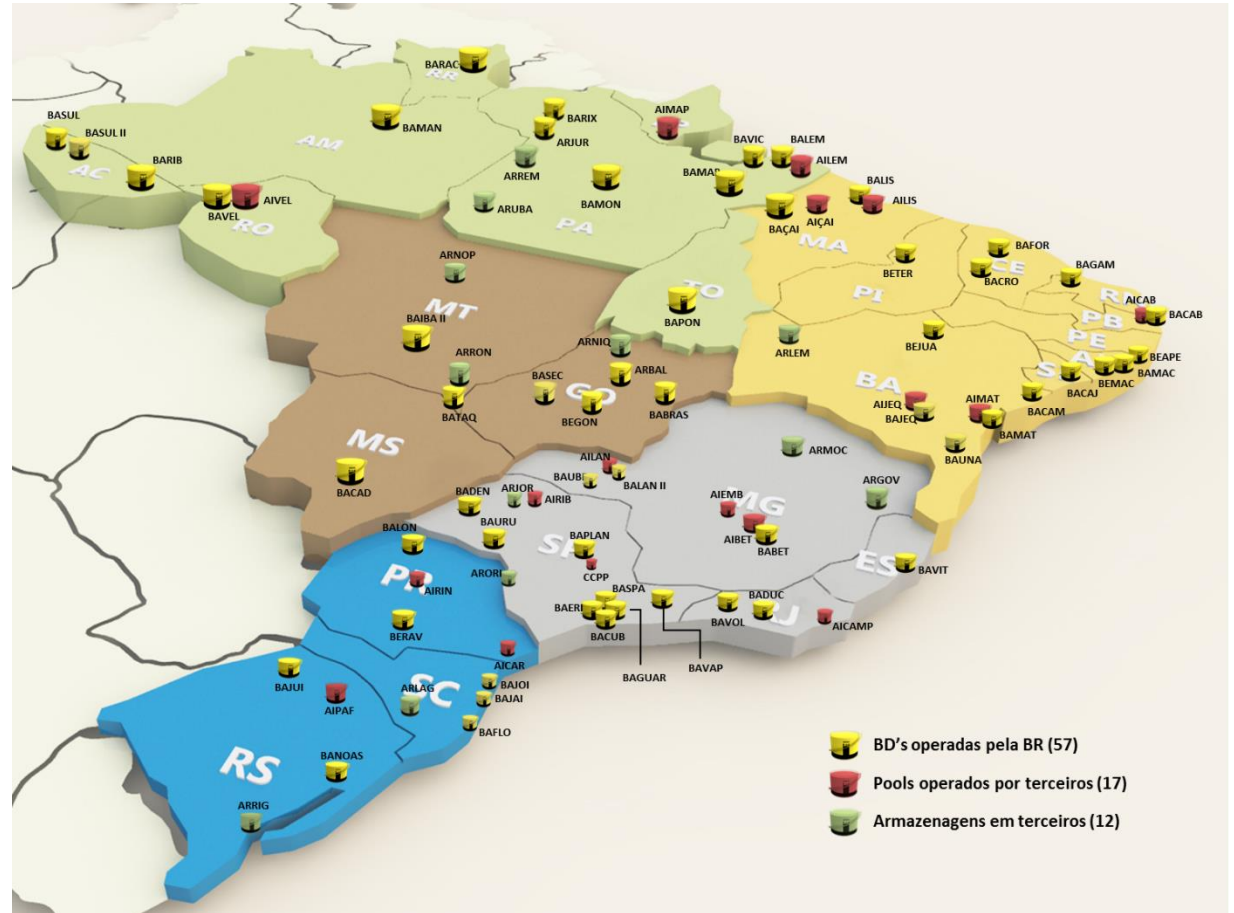 BARAC
RR
BASUL
BASUL II
AC
BARIB
AM
BAMAN
BARIX
ARJUR
ARREM
ARUBA
BAMON
PA
AIMAP
BAVEL
AIVEL
RO
BAVIC
BALEM
AILEM
BALIS
AILIS
BAÇAI
AIÇAI
MA
BETER
BAFOR
CE
BACRO
BAGAM
AICAB
BACAB
PB
PE
PI
ARNOP
MT
BAIBA II
ARRON
TO
BAPON
ARNIQ
ARBAL
GO
BASEC
BEGON
BABRAS
BATAQ
ARLEM
BEJUA
BEAPE
BAMAC
BEMAC
BACAJ
BACAM
BA
AIJEQ
BAJEQ
AIMAT
BAMAT
BAUNA
MS
BACAD
AILAN
BALAN II
ARMOC
ARGOV
MG
AIEMB
AIBET
BABET
BADEN
ARJOR
AIRIB
BAURU
BAPLAN
CCPP
ES
BAVIT
BALON
PR
AIRIN
BERAV
BASPA
BACUB
BADUC
BAVOL
AICAMP
BAGUAR
BAVAP
AICAR
BAJOI
BAJAI
BAFLO
ARLAG
SC
BAJUI
AIPAF
RS
BANOAS
ARRIG
BD's operadas pela BR (57)
Pools operados por terceiros (17)
Armazenagens em terceiros (12)